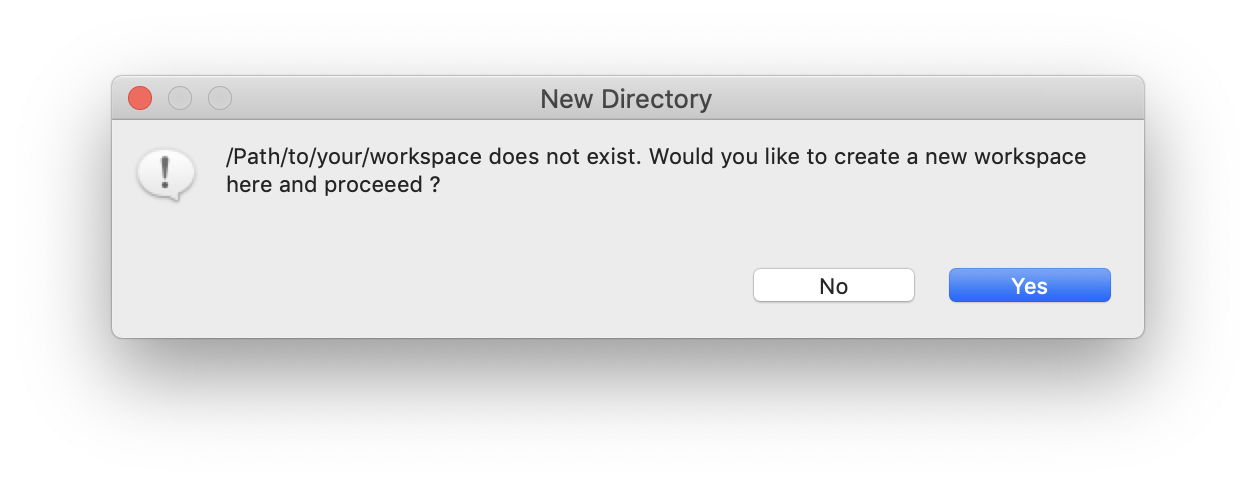 New Directory
/Path/to/your/workspace does not exist. Would you like to create a new workspace
here and proceeed ?
No
Yes